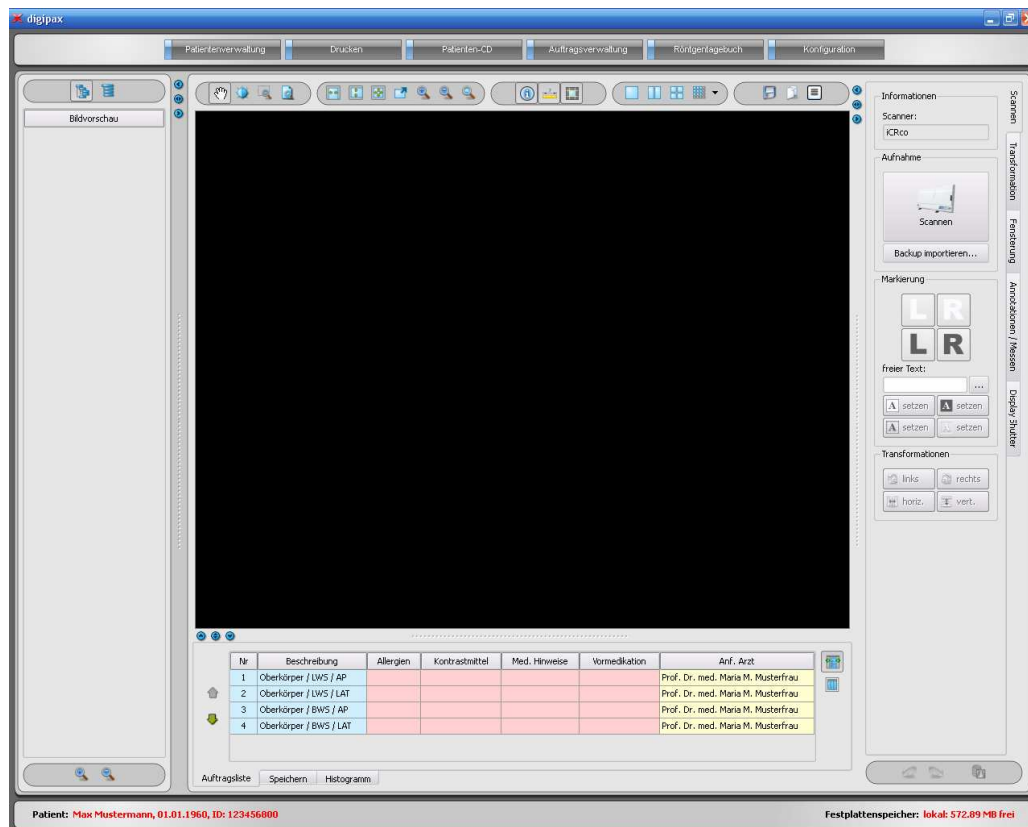 digipax
Patientenverwaltung
Drucken
Patienten-CD
Auftragsverwaltung
Röntgentagebuch
Konfiguration
Bildvorschau
Informationen
Scanner:
iCRco
Aufnahme
Scannen
Backup importieren...
Markierung
L R
L R
freier Text:
...
A setzen A setzen
A setzen setzen
Transformationen
links rechts
horiz. vert.
Scannen
Transformation
Fensterung
Annotationen / Messen
Display Shutter
Nr Beschreibung Allergien Kontrastmittel Med. Hinweise Vormedikation Anf. Arzt
1 Oberkörper / LWS / AP Prof. Dr. med. Maria M. Musterfrau
2 Oberkörper / LWS / LAT Prof. Dr. med. Maria M. Musterfrau
3 Oberkörper / BWS / AP Prof. Dr. med. Maria M. Musterfrau
4 Oberkörper / BWS / LAT Prof. Dr. med. Maria M. Musterfrau
Auftragsliste Speichern Histogramm
Patient: Max Mustermann, 01.01.1960, ID: 123456800 Festplattenspeicher: lokal: 572.89 MB frei